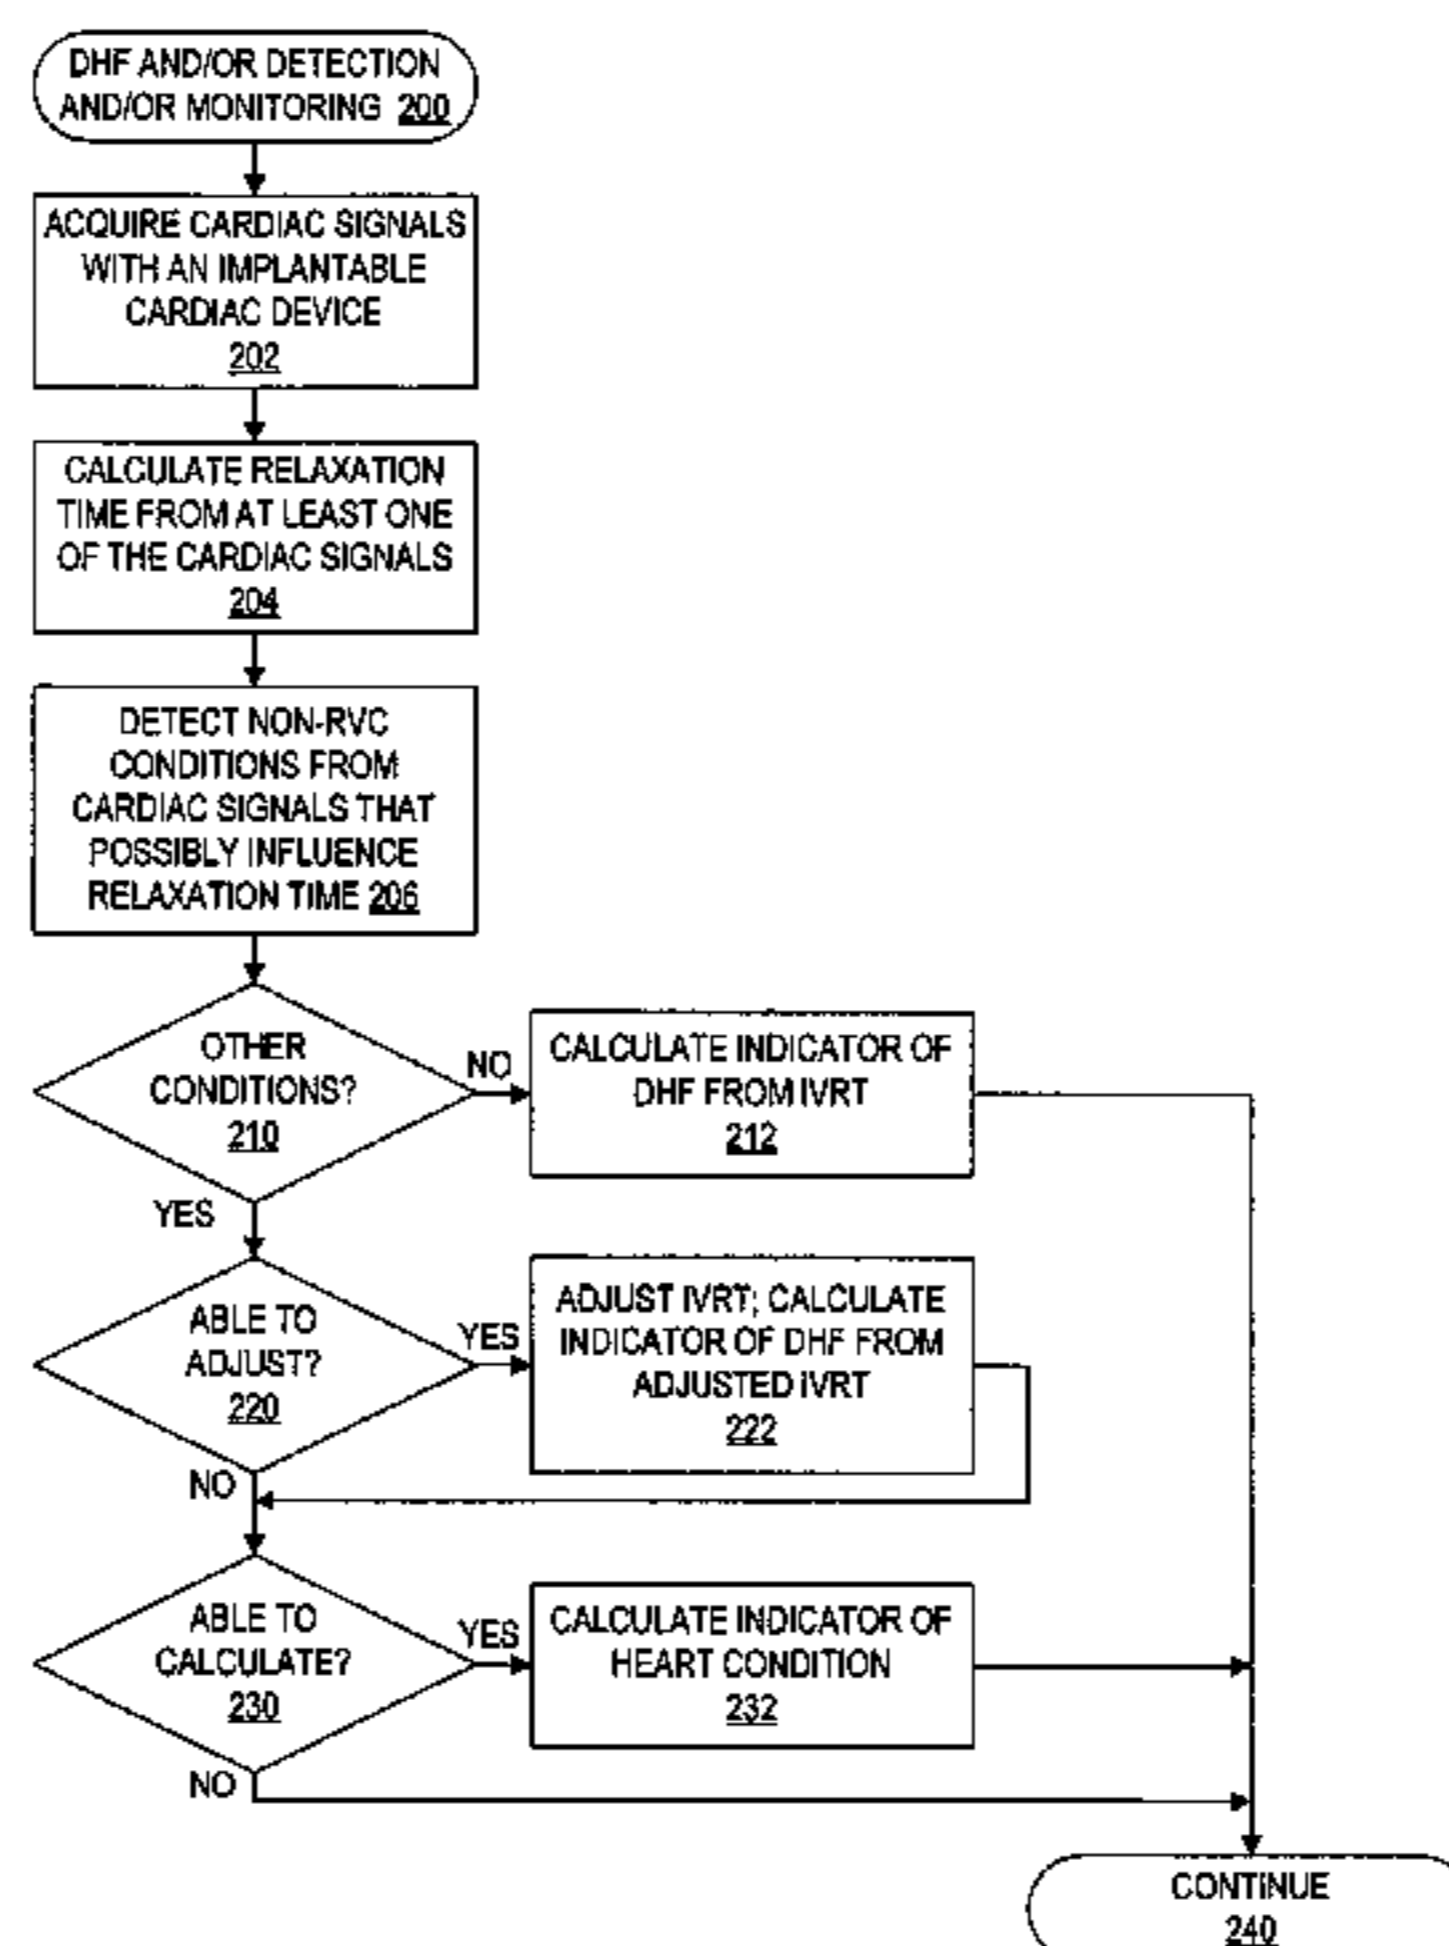 DHF AND/OR DETECTION
AND/OR MONITORING 200
ACQUIRE CARDIAC SIGNALS
WITH AN IMPLANTABLE
CARDIAC DEVICE
202
CALCULATE RELAXATION
TIME FROM AT LEAST ONE
OF THE CARDIAC SIGNALS
204
DETECT NON-RVC
CONDITIONS FROM
CARDIAC SIGNALS THAT
POSSIBLY INFLUENCE
RELAXATION TIME 206
OTHER
CONDITIONS?
210
NO
CALCULATE INDICATOR OF
DHF FROM IVRT
212
YES
ABLE TO
ADJUST?
220
YES
ADJUST IVRT; CALCULATE
INDICATOR OF DHF FROM
ADJUSTED IVRT
222
NO
ABLE TO
CALCULATE?
230
YES
CALCULATE INDICATOR OF
HEART CONDITION
232
NO
CONTINUE
240